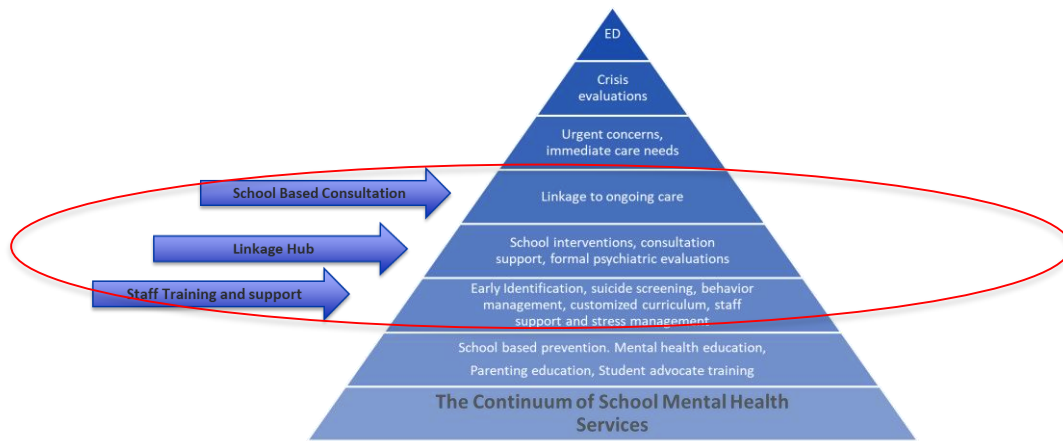 ED
Crisis
evaluations
Urgent concerns,
immediate care needs
School Based Consultation
Linkage to ongoing care
Linkage Hub
School interventions, consultation
support, formal psychiatric evaluations
Staff Training and support
Early Identification, suicide screening, behavior
management, customized curriculum, staff
support and stress management
School based prevention. Mental health education,
Parenting education, Student advocate training
The Continuum of School Mental Health
Services